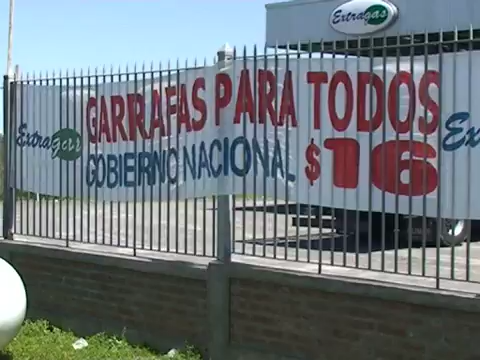 Extragas
Extragas GARRAFAS PARA TODOS
GOBIERNO NACIONAL $16
Ex